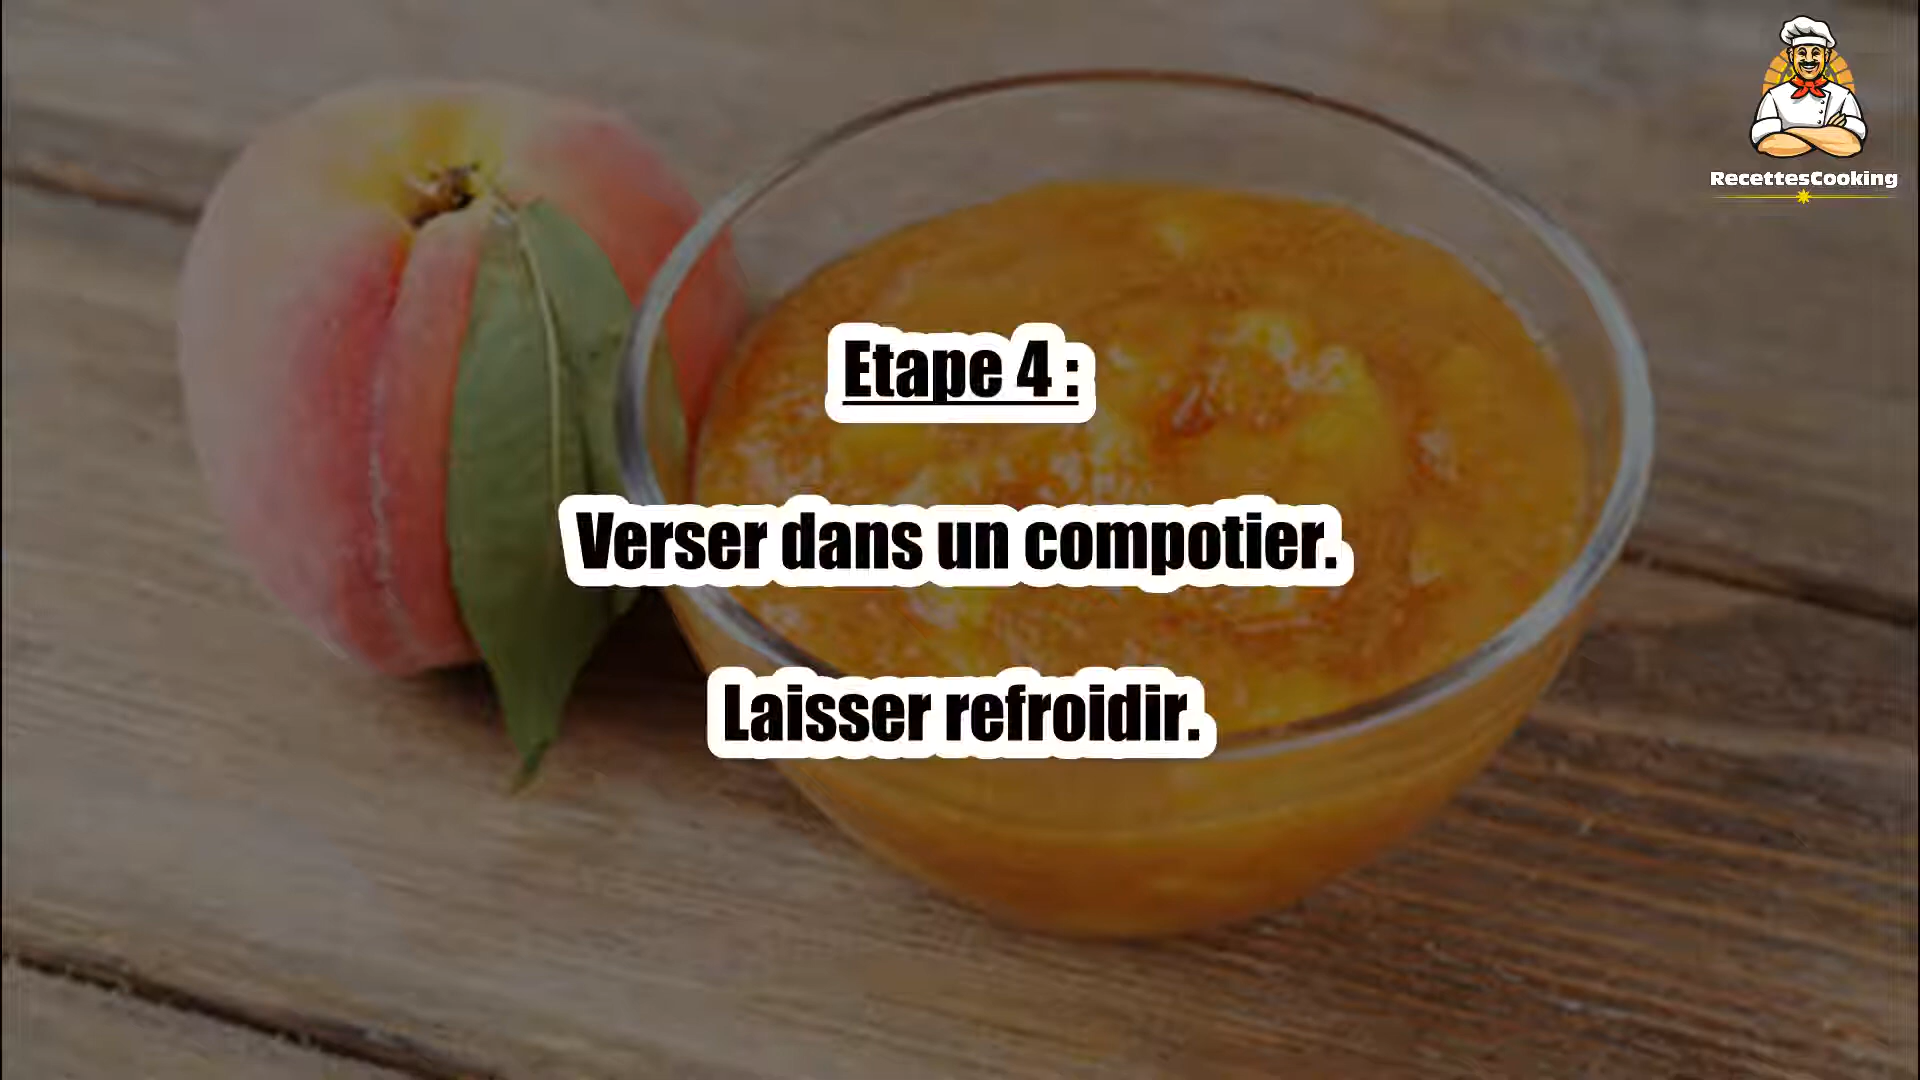 RecettesCooking
Etape 4 :
Verser dans un compotier.
Laisser refroidir.